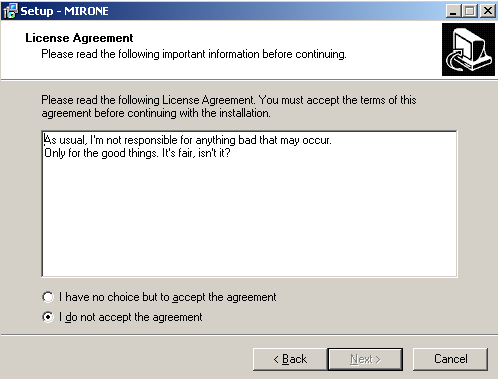 Setup - MIRONE
License Agreement
Please read the following important information before continuing.
Please read the following License Agreement. You must accept the terms of this
agreement before continuing with the installation.
As usual, I'm not responsible for anything bad that may occur.
Only for the good things. It's fair, isn't it?
I have no choice but to accept the agreement
I do not accept the agreement
< Back
Next >
Cancel